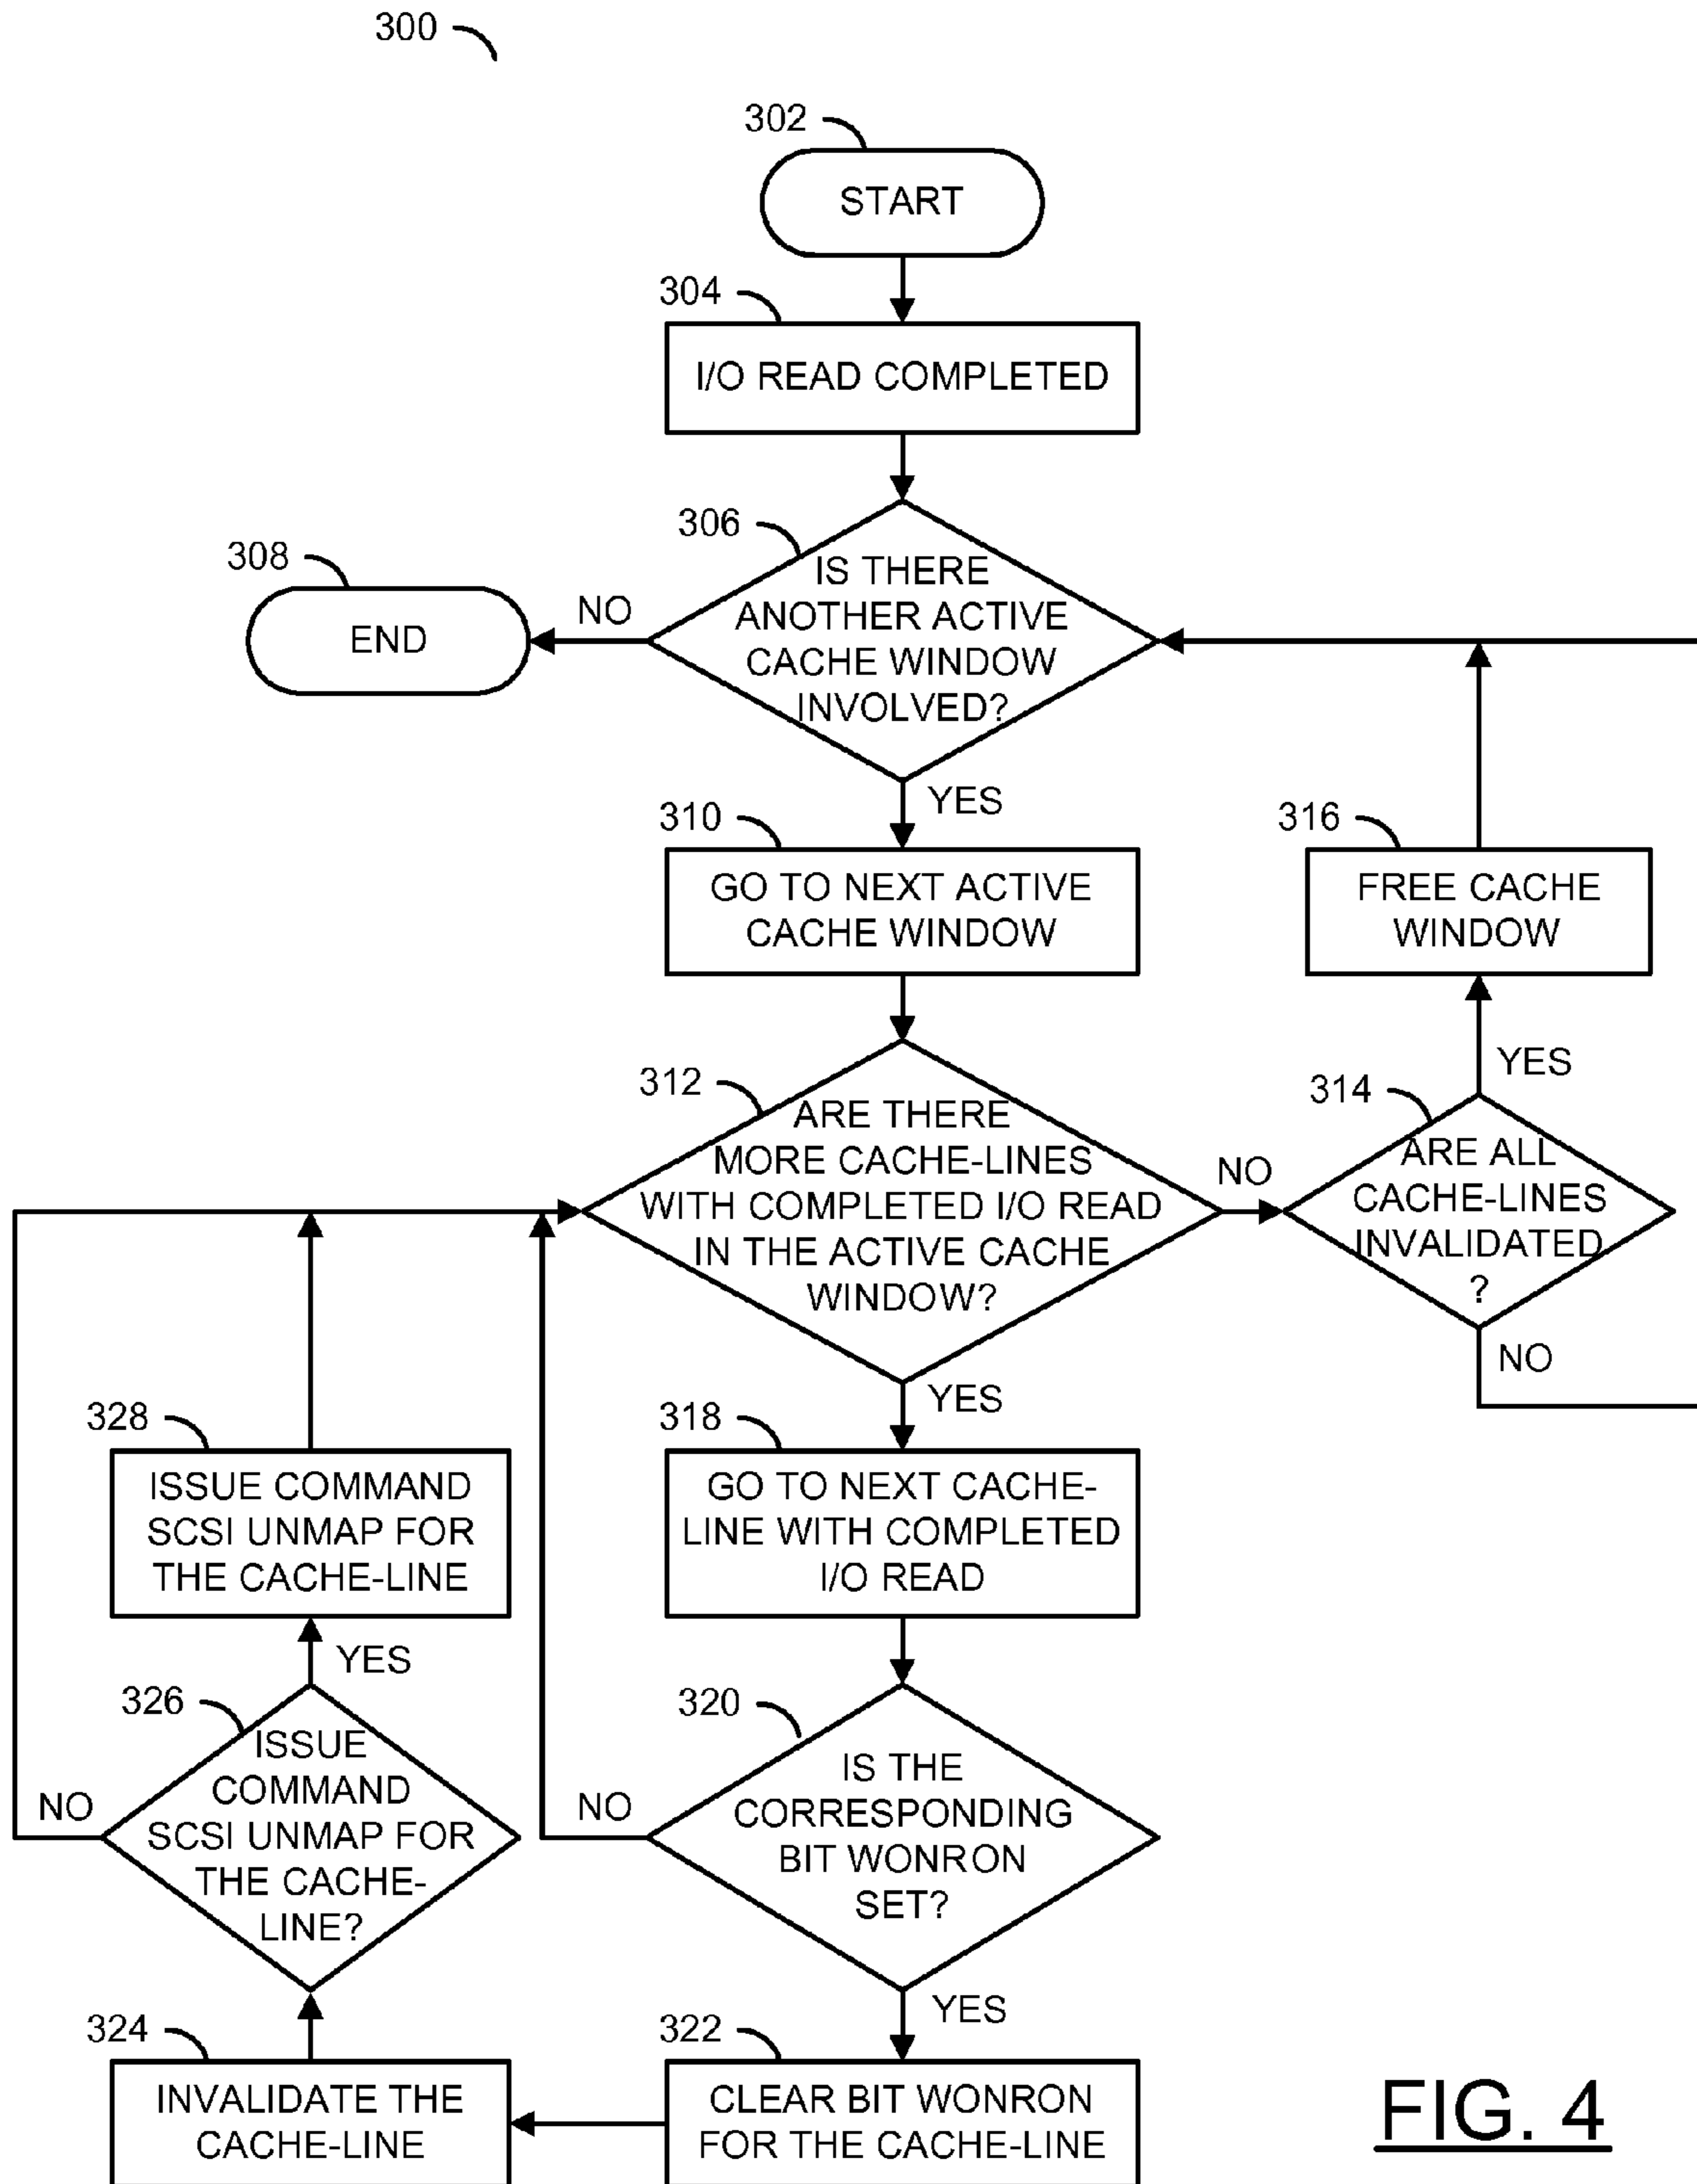 300
302
START
304
I/O READ COMPLETED
306
IS THERE
ANOTHER ACTIVE
CACHE WINDOW
INVOLVED?
308
END
NO
YES
310
GO TO NEXT ACTIVE
CACHE WINDOW
316
FREE CACHE
WINDOW
312
ARE THERE
MORE CACHE-LINES
WITH COMPLETED I/O READ
IN THE ACTIVE CACHE
WINDOW?
NO
314
ARE ALL
CACHE-LINES
INVALIDATED
?
YES
NO
YES
318
GO TO NEXT CACHE-
LINE WITH COMPLETED
I/O READ
328
ISSUE COMMAND
SCSI UNMAP FOR
THE CACHE-LINE
YES
326
ISSUE
COMMAND
SCSI UNMAP FOR
THE CACHE-
LINE?
NO
320
IS THE
CORRESPONDING
BIT WONRON
SET?
NO
YES
324
INVALIDATE THE
CACHE-LINE
322
CLEAR BIT WONRON
FOR THE CACHE-LINE
FIG. 4